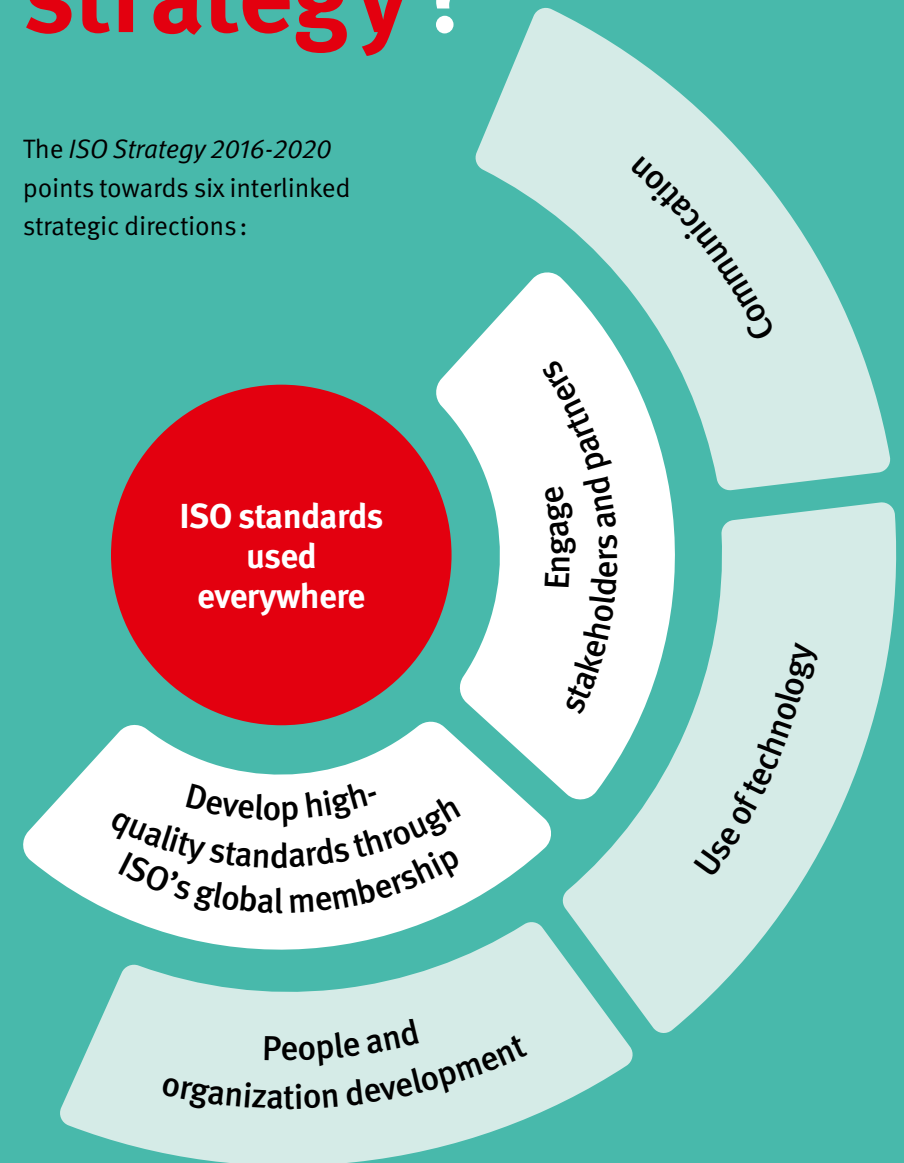 strategy?
The ISO Strategy 2016-2020
points towards six interlinked
strategic directions:
Communication
Engage
stakeholders and partners
ISO standards
used
everywhere
Use of technology
Develop high-
quality standards through
ISO's global membership
People and
organization development